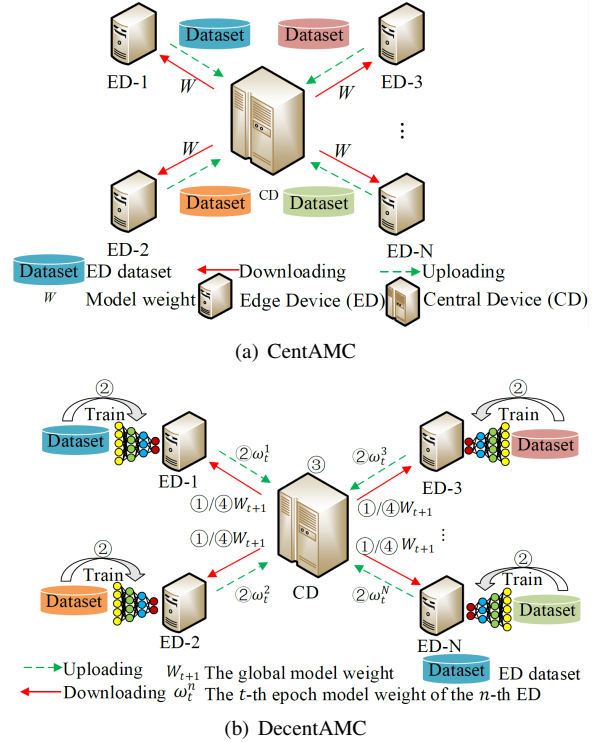 Dataset Dataset
ED-1 ED-3
W W
...
W W
CD
Dataset Dataset
ED-2 ED-N
Dataset ED dataset Downloading Uploading
W Model weight Edge Device (ED) Central Device (CD)
(a) CentAMC
② ②
Train Train
Dataset Dataset
ED-1 ②ω_t^1 ③ ②ω_t^3 ED-3
①/④W_{t+1} ①/④W_{t+1}
①/④W_{t+1} ①/④W_{t+1} ...
② ②
Train Train
Dataset Dataset
②ω_t^2 CD ②ω_t^N
ED-2 ED-N
Uploading W_{t+1} The global model weight Dataset ED dataset
Downloading ω_t^n The t-th epoch model weight of the n-th ED
(b) DecentAMC